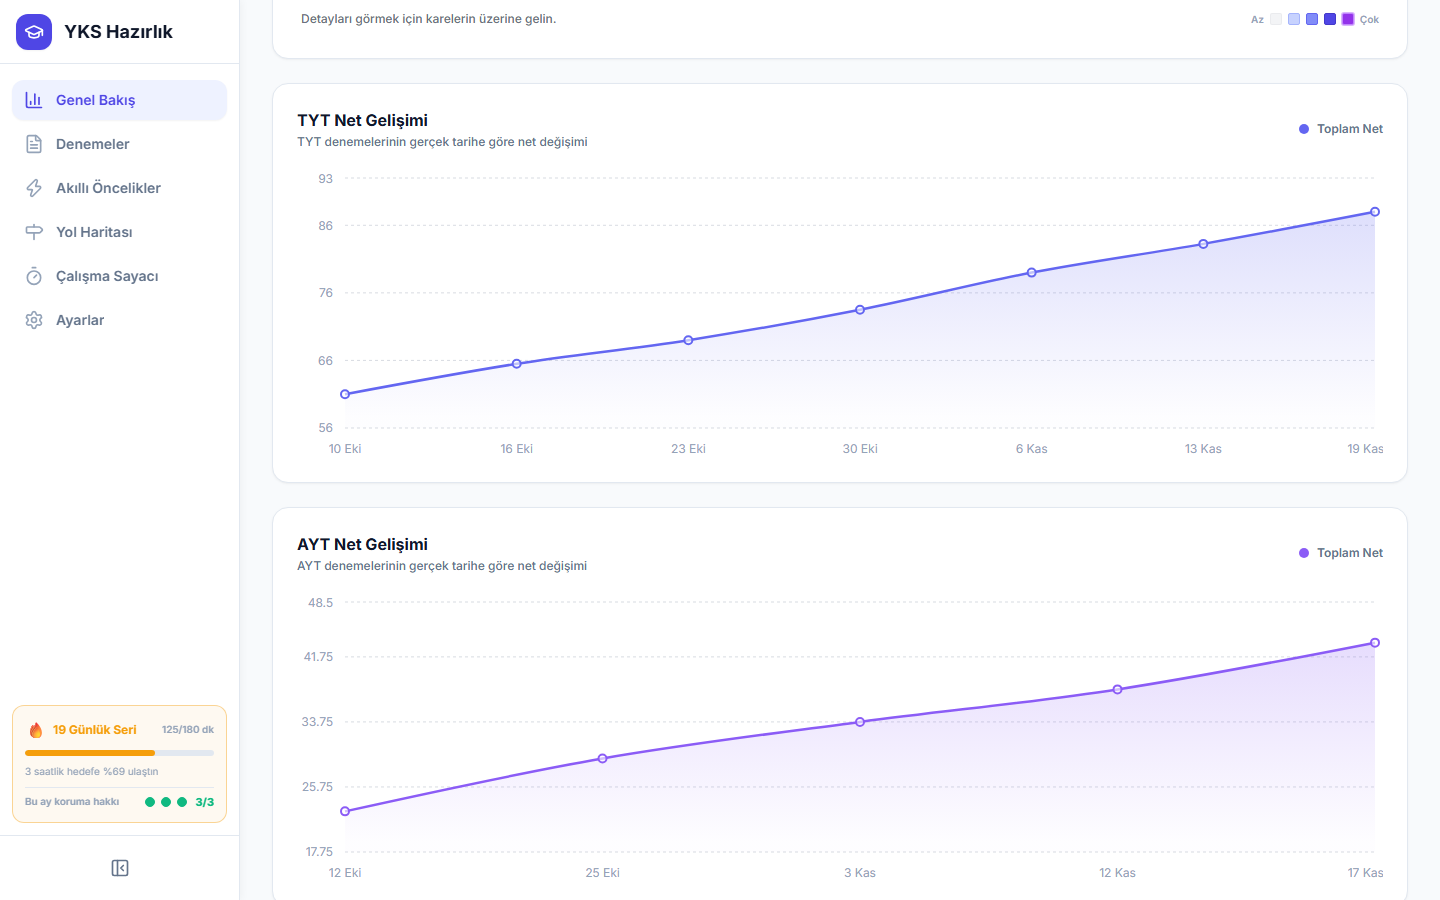 YKS Hazırlık
Genel Bakış
Denemeler
Akıllı Öncelikler
Yol Haritası
Çalışma Sayacı
Ayarlar
19 Günlük Seri
125/180 dk
3 saatlik hedefe %69 ulaştın
Bu ay koruma hakkı
3/3
Detayları görmek için karelerin üzerine gelin.
Az
Çok
TYT Net Gelişimi
TYT denemelerinin gerçek tarihe göre net değişimi
Toplam Net
93
86
76
66
56
10 Eki
16 Eki
23 Eki
30 Eki
6 Kas
13 Kas
19 Kas
AYT Net Gelişimi
AYT denemelerinin gerçek tarihe göre net değişimi
Toplam Net
48.5
41.75
33.75
25.75
17.75
12 Eki
25 Eki
3 Kas
12 Kas
17 Kas